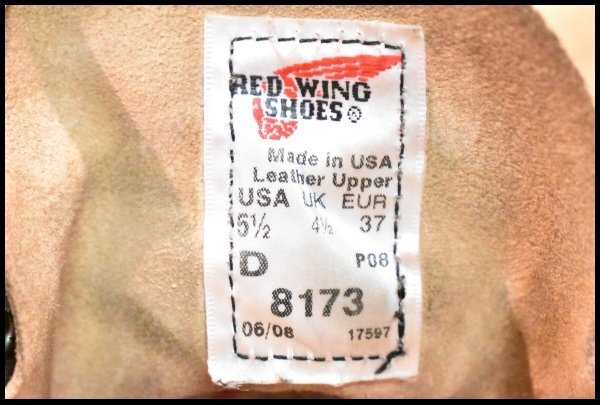 RED WING
SHOES®
Made in USA
Leather Upper
USA UK EUR
5½ 4½ 37
D P08
8173
06/08 17597